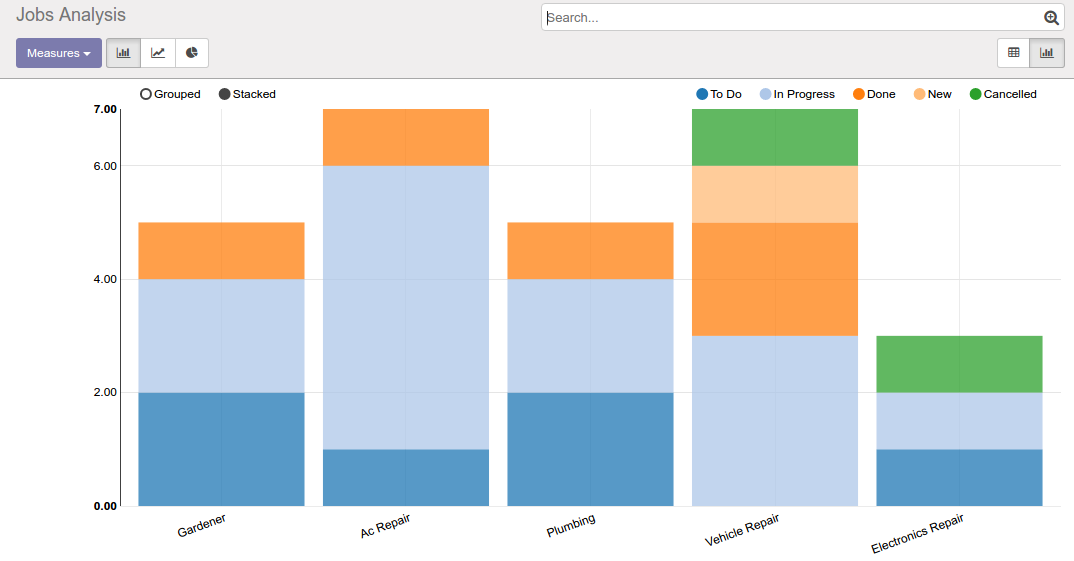 Jobs Analysis
Search...
Measures
Grouped Stacked To Do In Progress Done New Cancelled
7.00
6.00
4.00
2.00
0.00
Gardener Ac Repair Plumbing Vehicle Repair Electronics Repair